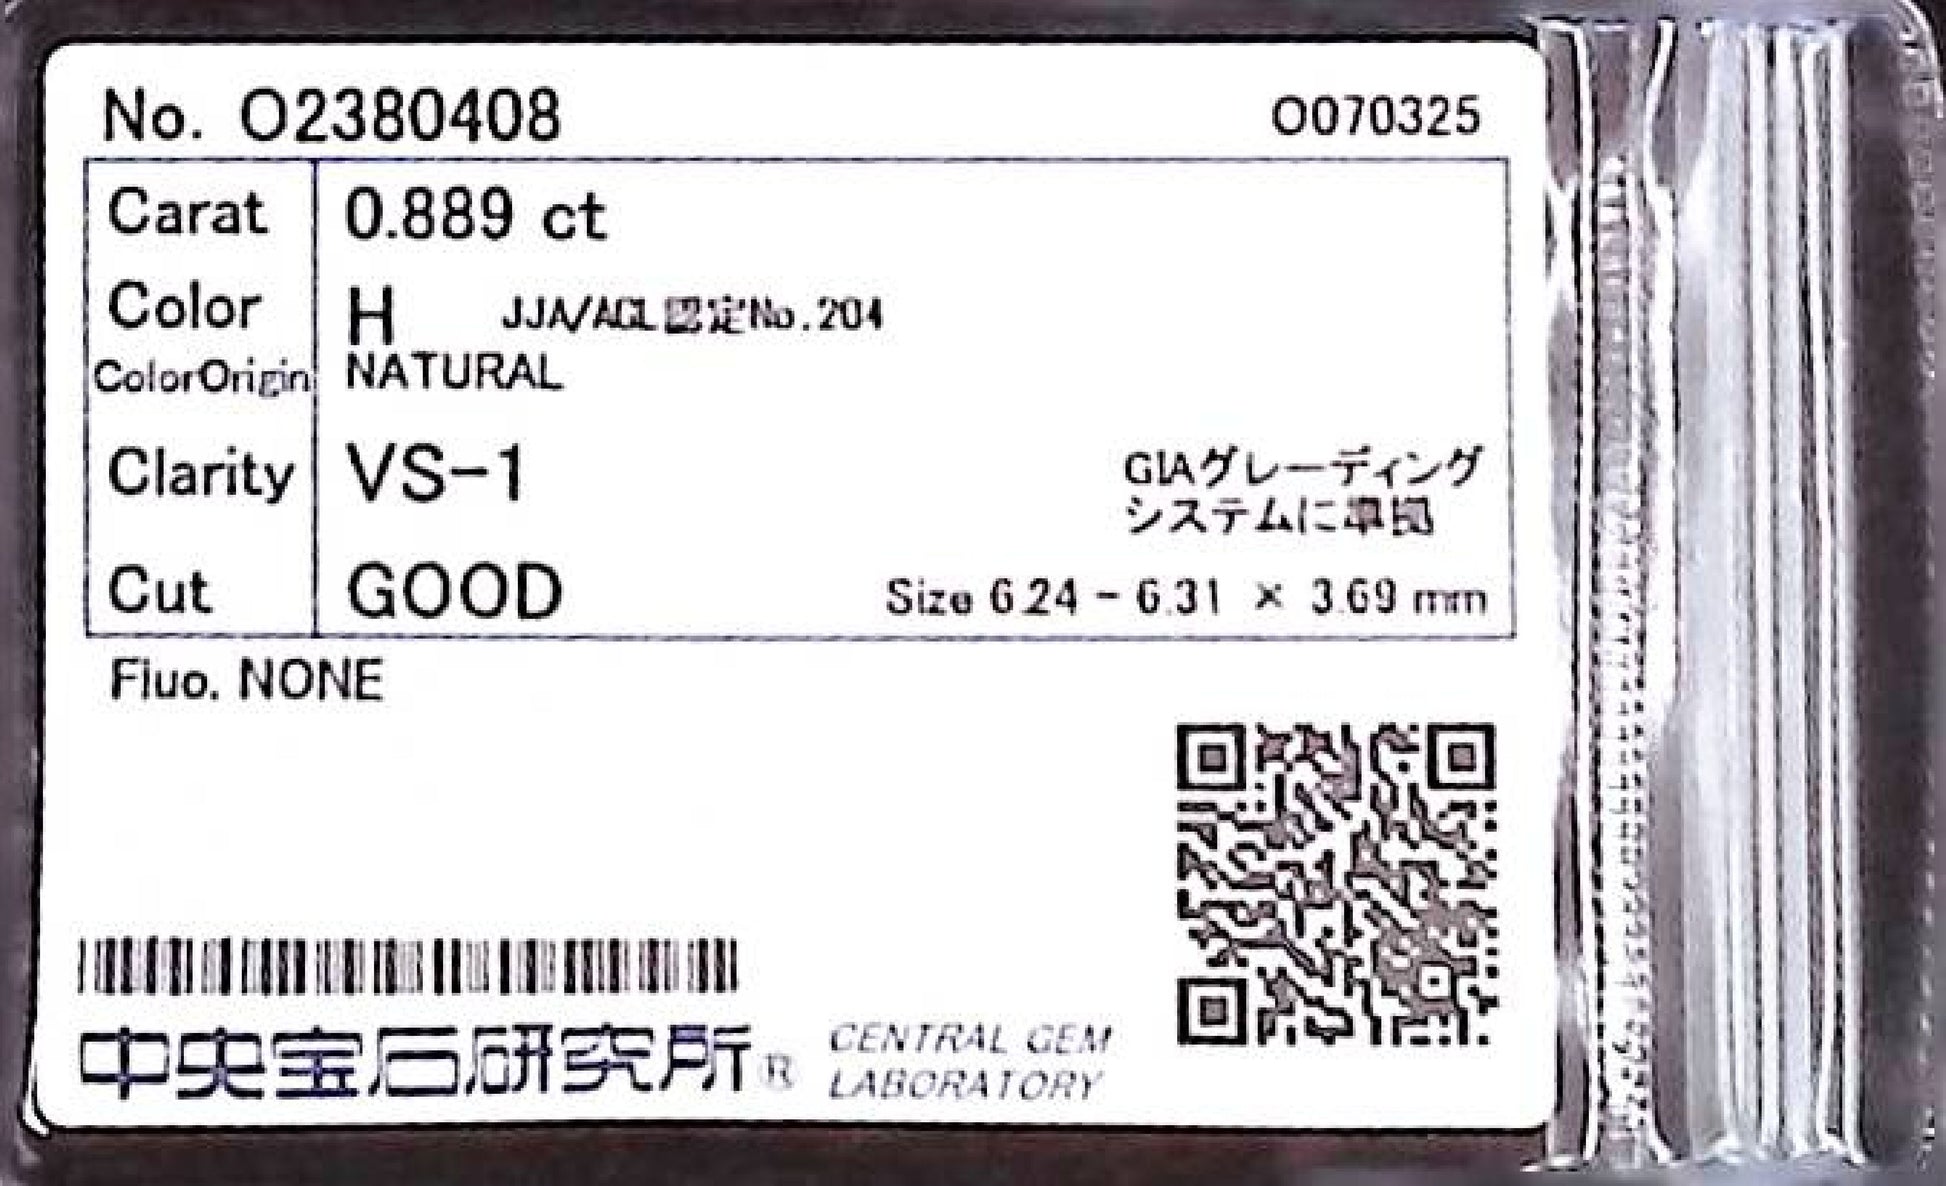 No. O2380408 O070325
Carat 0.889 ct
Color H JJA/AGL認定No.204
ColorOrigin NATURAL
Clarity VS-1
GIAグレーディング
システムに準拠
Cut GOOD Size 6.24 - 6.31 × 3.69 mm
Fluo. NONE
中央宝石研究所® CENTRAL GEM
LABORATORY